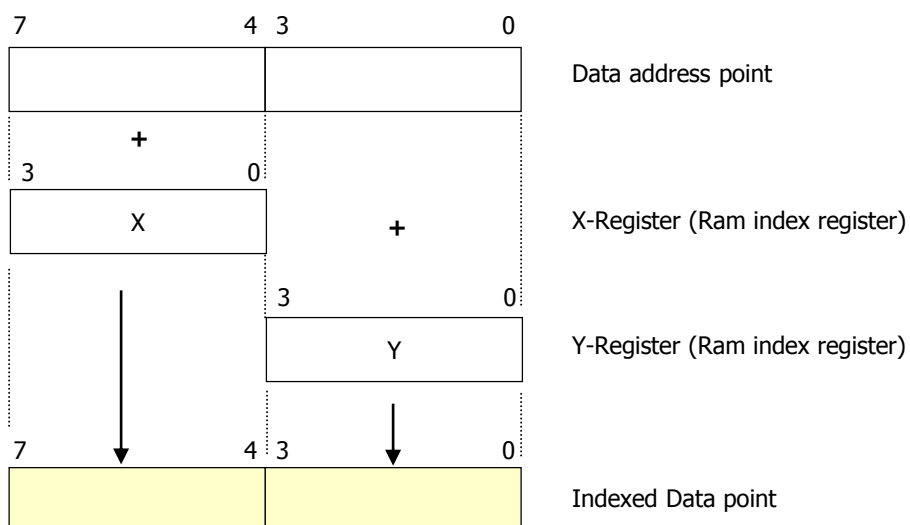 7 4 3 0
Data address point
+
3 0
X
+
X-Register (Ram index register)
3 0
Y
Y-Register (Ram index register)
7 4 3 0
Indexed Data point